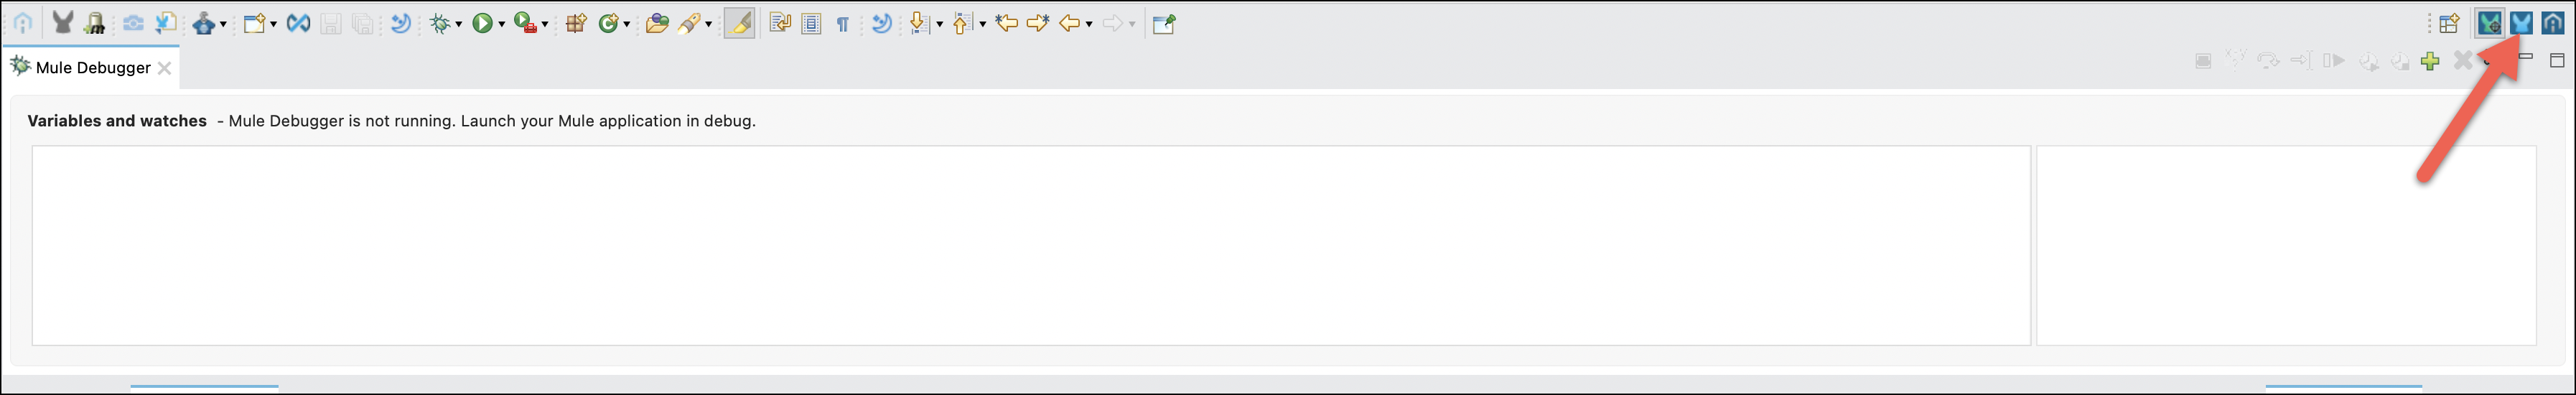 Mule Debugger
Variables and watches - Mule Debugger is not running. Launch your Mule application in debug.